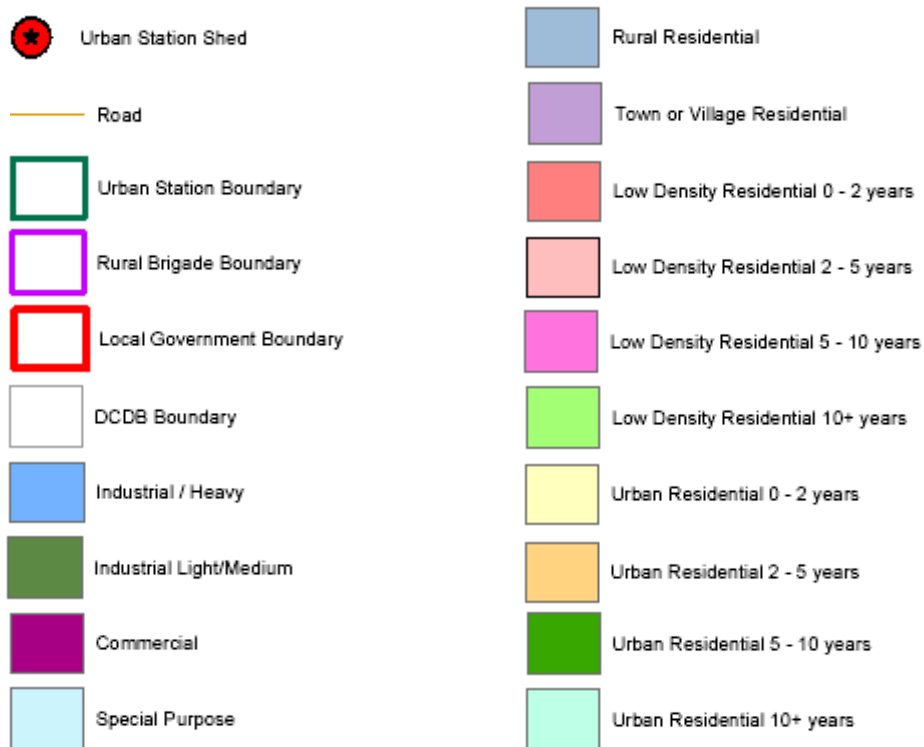 Urban Station Shed
Road
Urban Station Boundary
Rural Brigade Boundary
Local Government Boundary
DCDB Boundary
Industrial / Heavy
Industrial Light/Medium
Commercial
Special Purpose
Rural Residential
Town or Village Residential
Low Density Residential 0 - 2 years
Low Density Residential 2 - 5 years
Low Density Residential 5 - 10 years
Low Density Residential 10+ years
Urban Residential 0 - 2 years
Urban Residential 2 - 5 years
Urban Residential 5 - 10 years
Urban Residential 10+ years